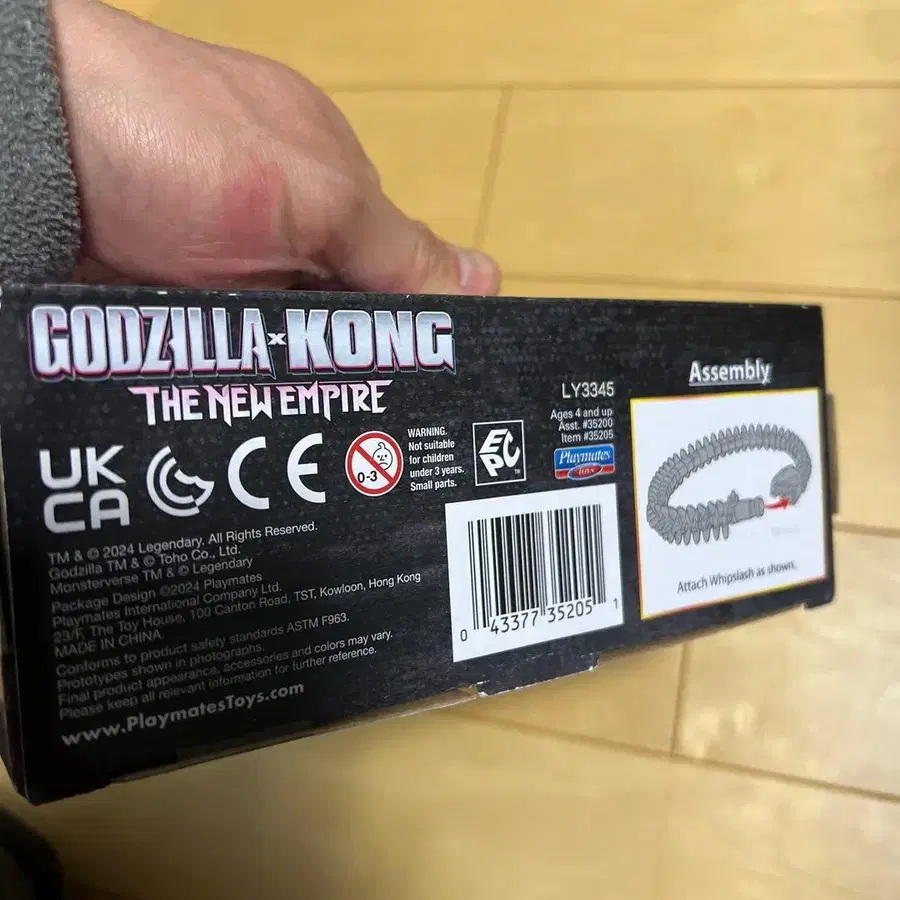 GODZILLA x KONG
THE NEW EMPIRE
UK
CA
CE
0-3
WARNING.
Not suitable
for children
under 3 years.
Small parts.
ECPC™
LY3345
Ages 4 and up
Asst. #35200
Item #35205
Playmates
TOYS
TM & © 2024 Legendary. All Rights Reserved.
Godzilla TM & © Toho Co., Ltd.
Monsterverse TM & © Legendary
Package Design ©2024 Playmates
Playmates International Company Ltd.
23/F, The Toy House, 100 Canton Road, TST, Kowloon, Hong Kong
MADE IN CHINA.
Conforms to product safety standards ASTM F963.
Prototypes shown in photographs.
Final product appearance, accessories and colors may vary.
Please keep all relevant information for further reference.
www.PlaymatesToys.com
0 43377 35205 1
Assembly
Attach Whipslash as shown.